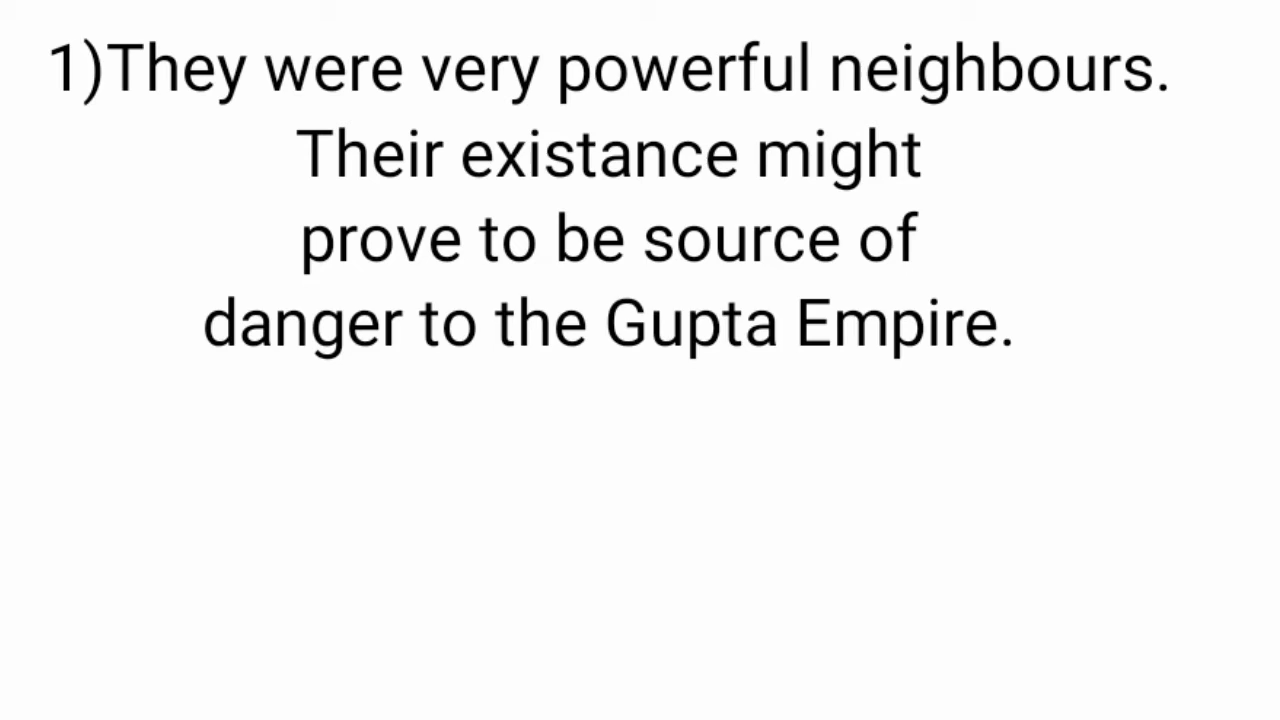 1)They were very powerful neighbours.
Their existance might
prove to be source of
danger to the Gupta Empire.